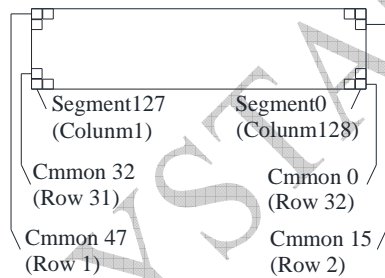 Segment127
(Colunm1)
Segment0
(Colunm128)
Cmmon 32
(Row 31)
Cmmon 0
(Row 32)
Cmmon 47
(Row 1)
Cmmon 15
(Row 2)